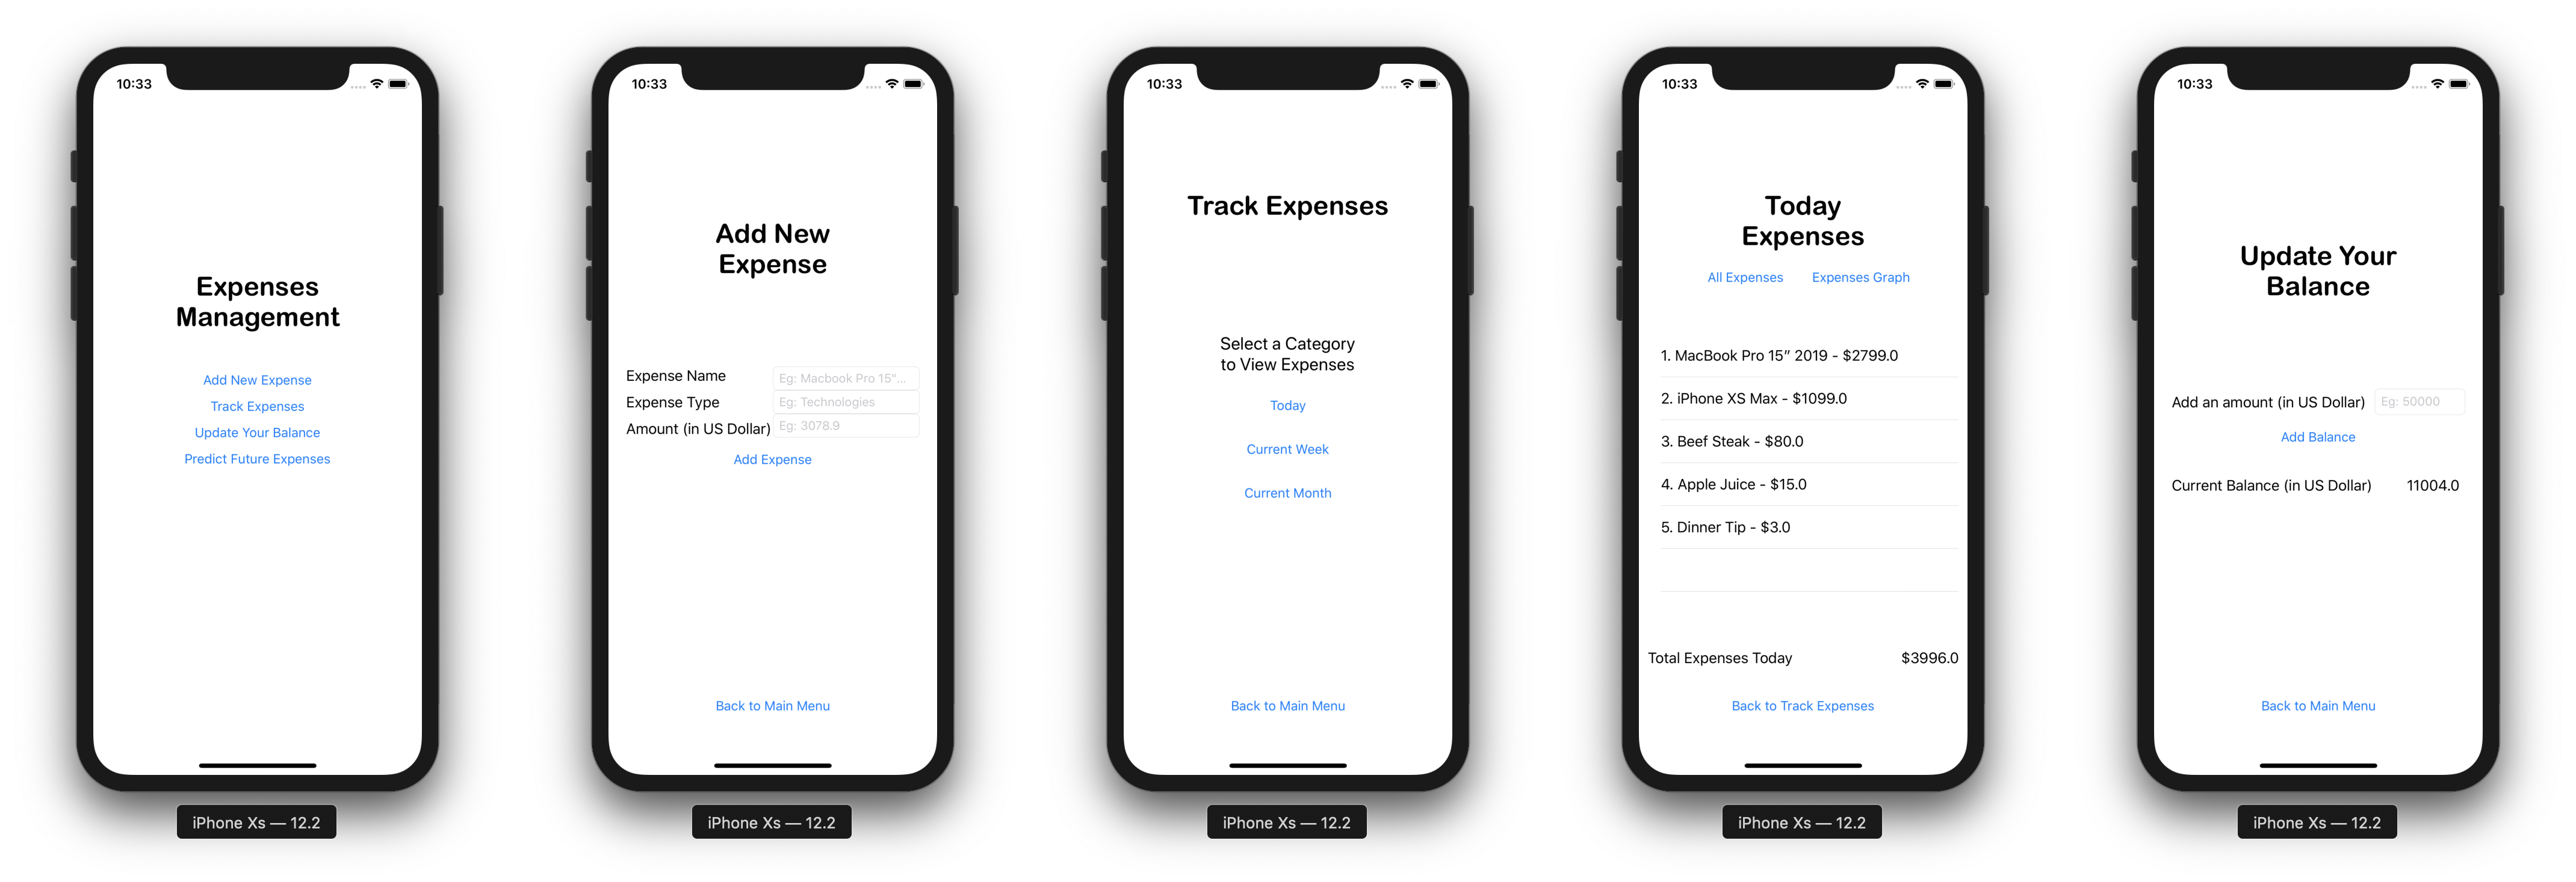 10:33
Expenses
Management
Add New Expense
Track Expenses
Update Your Balance
Predict Future Expenses
iPhone Xs — 12.2
10:33
Add New
Expense
Expense Name Eg: Macbook Pro 15"...
Expense Type Eg: Technologies
Amount (in US Dollar) Eg: 3078.9
Add Expense
Back to Main Menu
iPhone Xs — 12.2
10:33
Track Expenses
Select a Category
to View Expenses
Today
Current Week
Current Month
Back to Main Menu
iPhone Xs — 12.2
10:33
Today
Expenses
All Expenses Expenses Graph
1. MacBook Pro 15” 2019 - $2799.0
2. iPhone XS Max - $1099.0
3. Beef Steak - $80.0
4. Apple Juice - $15.0
5. Dinner Tip - $3.0
Total Expenses Today $3996.0
Back to Track Expenses
iPhone Xs — 12.2
10:33
Update Your
Balance
Add an amount (in US Dollar) Eg: 50000
Add Balance
Current Balance (in US Dollar) 11004.0
Back to Main Menu
iPhone Xs — 12.2